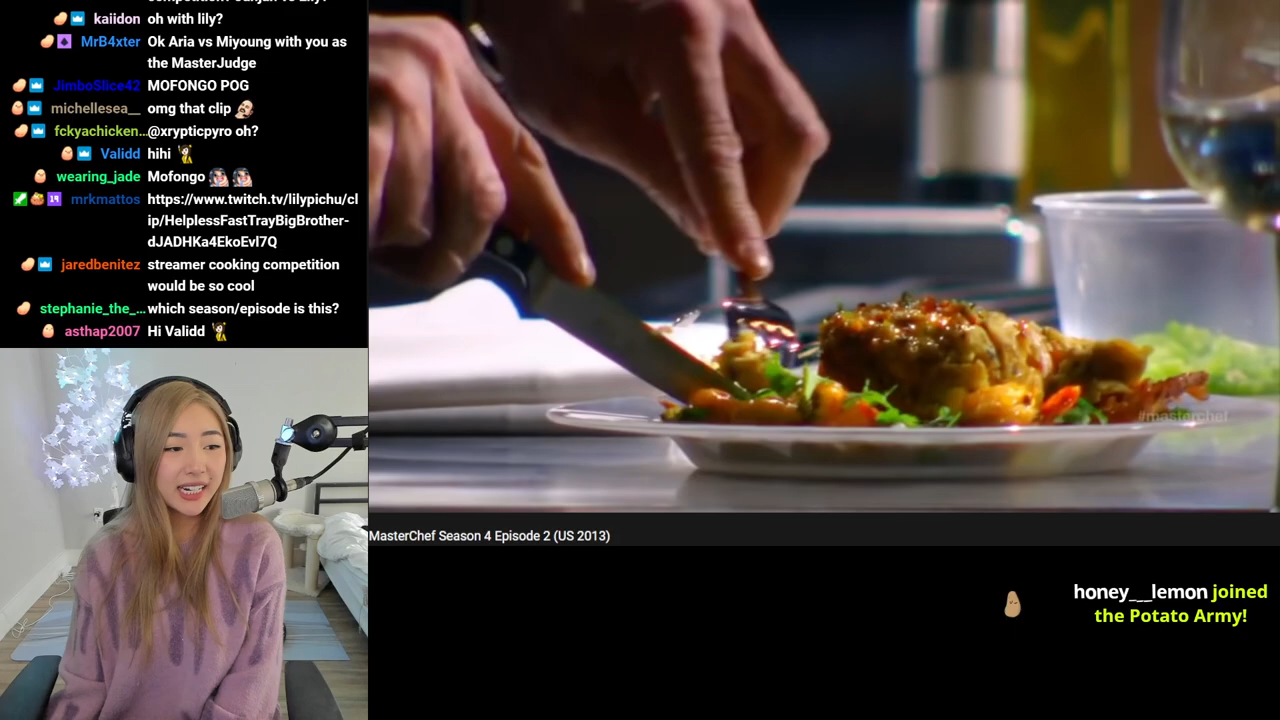 kaiidon oh with lily?
MrB4xter Ok Aria vs Miyoung with you as
the MasterJudge
JimboSlice42 MOFONGO POG
michellesea__ omg that clip
fckyachicken... @xrypticpyro oh?
Validd hihi
wearing_jade Mofongo
mrkmattos https://www.twitch.tv/lilypichu/cl
ip/HelplessFastTrayBigBrother-
dJADHKa4EkoEvl7Q
jaredbenitez streamer cooking competition
would be so cool
stephanie_the_... which season/episode is this?
asthap2007 Hi Validd
#masterchef
MasterChef Season 4 Episode 2 (US 2013)
honey___lemon joined
the Potato Army!